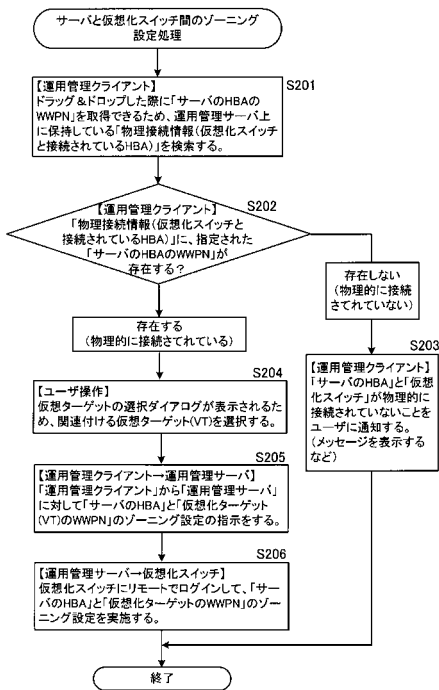 サーバと仮想化スイッチ間のゾーニング
設定処理
S201
【運用管理クライアント】
ドラッグ＆ドロップした際に「サーバのHBAの
WWPN」を取得できるため、運用管理サーバ上
に保持している「物理接続情報(仮想化スイッチ
と接続されているHBA)」を検索する。
S202
【運用管理クライアント】
「物理接続情報(仮想化スイッチと
接続されているHBA)」に、指定された
「サーバのHBAのWWPN」が
存在する？
存在しない
(物理的に接続
さてれていない)
存在する
(物理的に接続さてれている)
S203
【運用管理クライアント】
「サーバのHBA」と「仮想
化スイッチ」が物理的に
接続されていないことを
ユーザに通知する。
(メッセージを表示する
など)
S204
【ユーザ操作】
仮想ターゲットの選択ダイアログが表示されるた
め、関連付ける仮想ターゲット(VT)を選択する。
S205
【運用管理クライアント→運用管理サーバ】
「運用管理クライアント」から「運用管理サーバ」
に対して「サーバのHBA」と「仮想化ターゲット
(VT)のWWPN」のゾーニング設定の指示をする。
S206
【運用管理サーバ→仮想化スイッチ】
仮想化スイッチにリモートでログインして、「サー
バのHBA」と「仮想化ターゲットのWWPN」のゾー
ニング設定を実施する。
終了